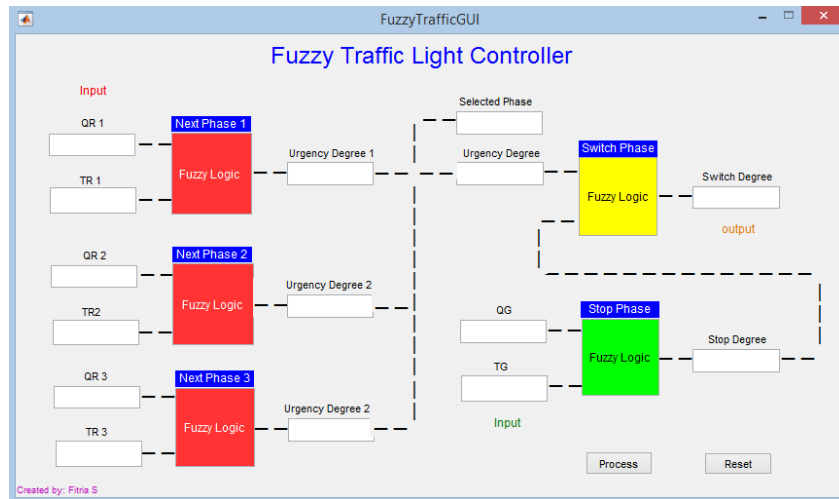 FuzzyTrafficGUI
Fuzzy Traffic Light Controller
Input
QR 1
TR 1
Next Phase 1
Fuzzy Logic
Urgency Degree 1
QR 2
TR2
Next Phase 2
Fuzzy Logic
Urgency Degree 2
QR 3
TR 3
Next Phase 3
Fuzzy Logic
Urgency Degree 2
Selected Phase
Urgency Degree
Switch Phase
Fuzzy Logic
Switch Degree
output
QG
TG
Input
Stop Phase
Fuzzy Logic
Stop Degree
Process
Reset
Created by: Fitria S